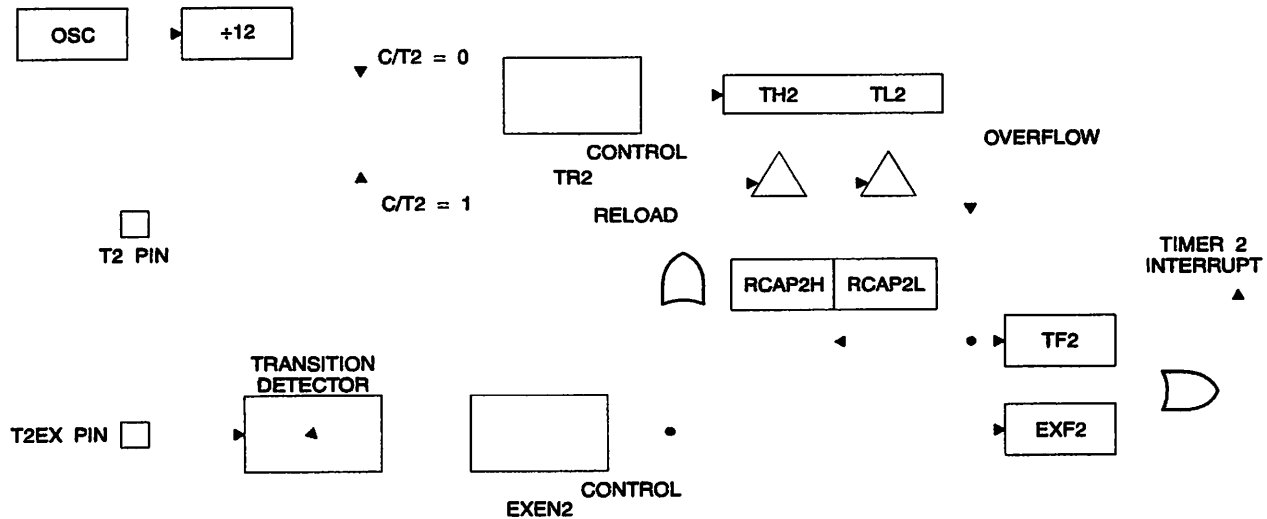 OSC
÷12
C/T2 = 0
TH2 TL2
OVERFLOW
CONTROL
TR2
C/T2 = 1
RELOAD
T2 PIN
TIMER 2
INTERRUPT
RCAP2H
RCAP2L
TF2
TRANSITION
DETECTOR
T2EX PIN
EXF2
CONTROL
EXEN2